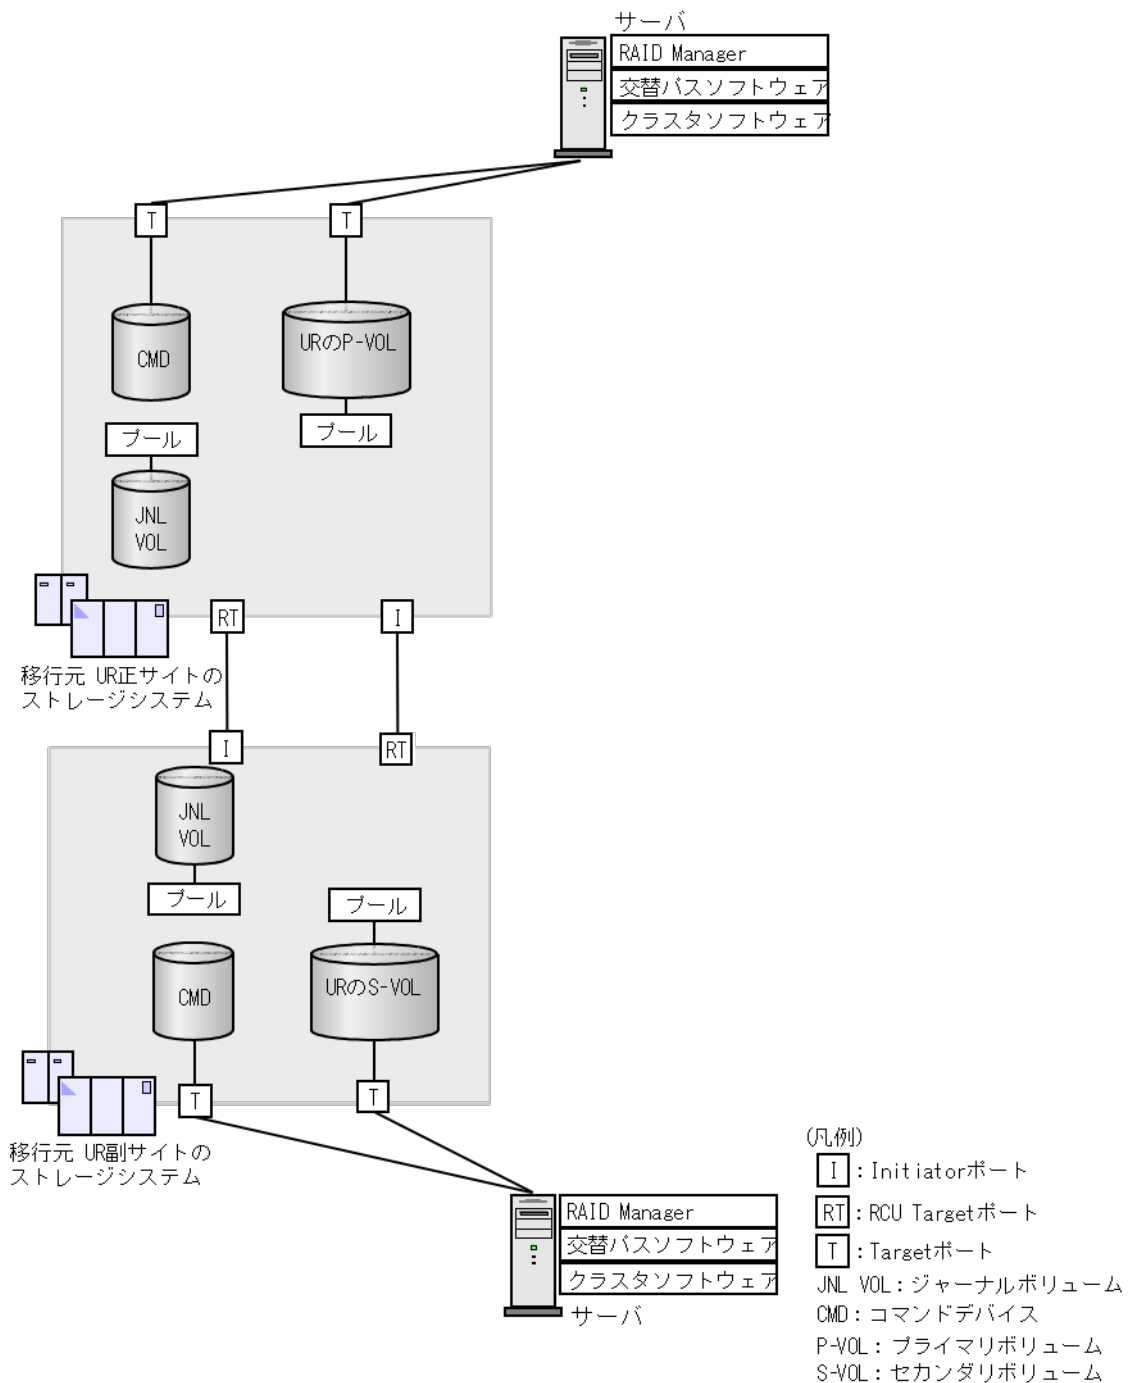 サーバ
RAID Manager
交替パスソフトウェア
クラスタソフトウェア
T
T
CMD
URのP-VOL
プール
プール
JNL
VOL
RT
I
移行元 UR正サイトの
ストレージシステム
I
RT
JNL
VOL
プール
プール
CMD
URのS-VOL
T
T
移行元 UR副サイトの
ストレージシステム
RAID Manager
交替パスソフトウェア
クラスタソフトウェア
サーバ
(凡例)
I：Initiatorポート
RT：RCU Targetポート
T：Targetポート
JNL VOL：ジャーナルボリューム
CMD：コマンドデバイス
P-VOL：プライマリボリューム
S-VOL：セカンダリボリューム